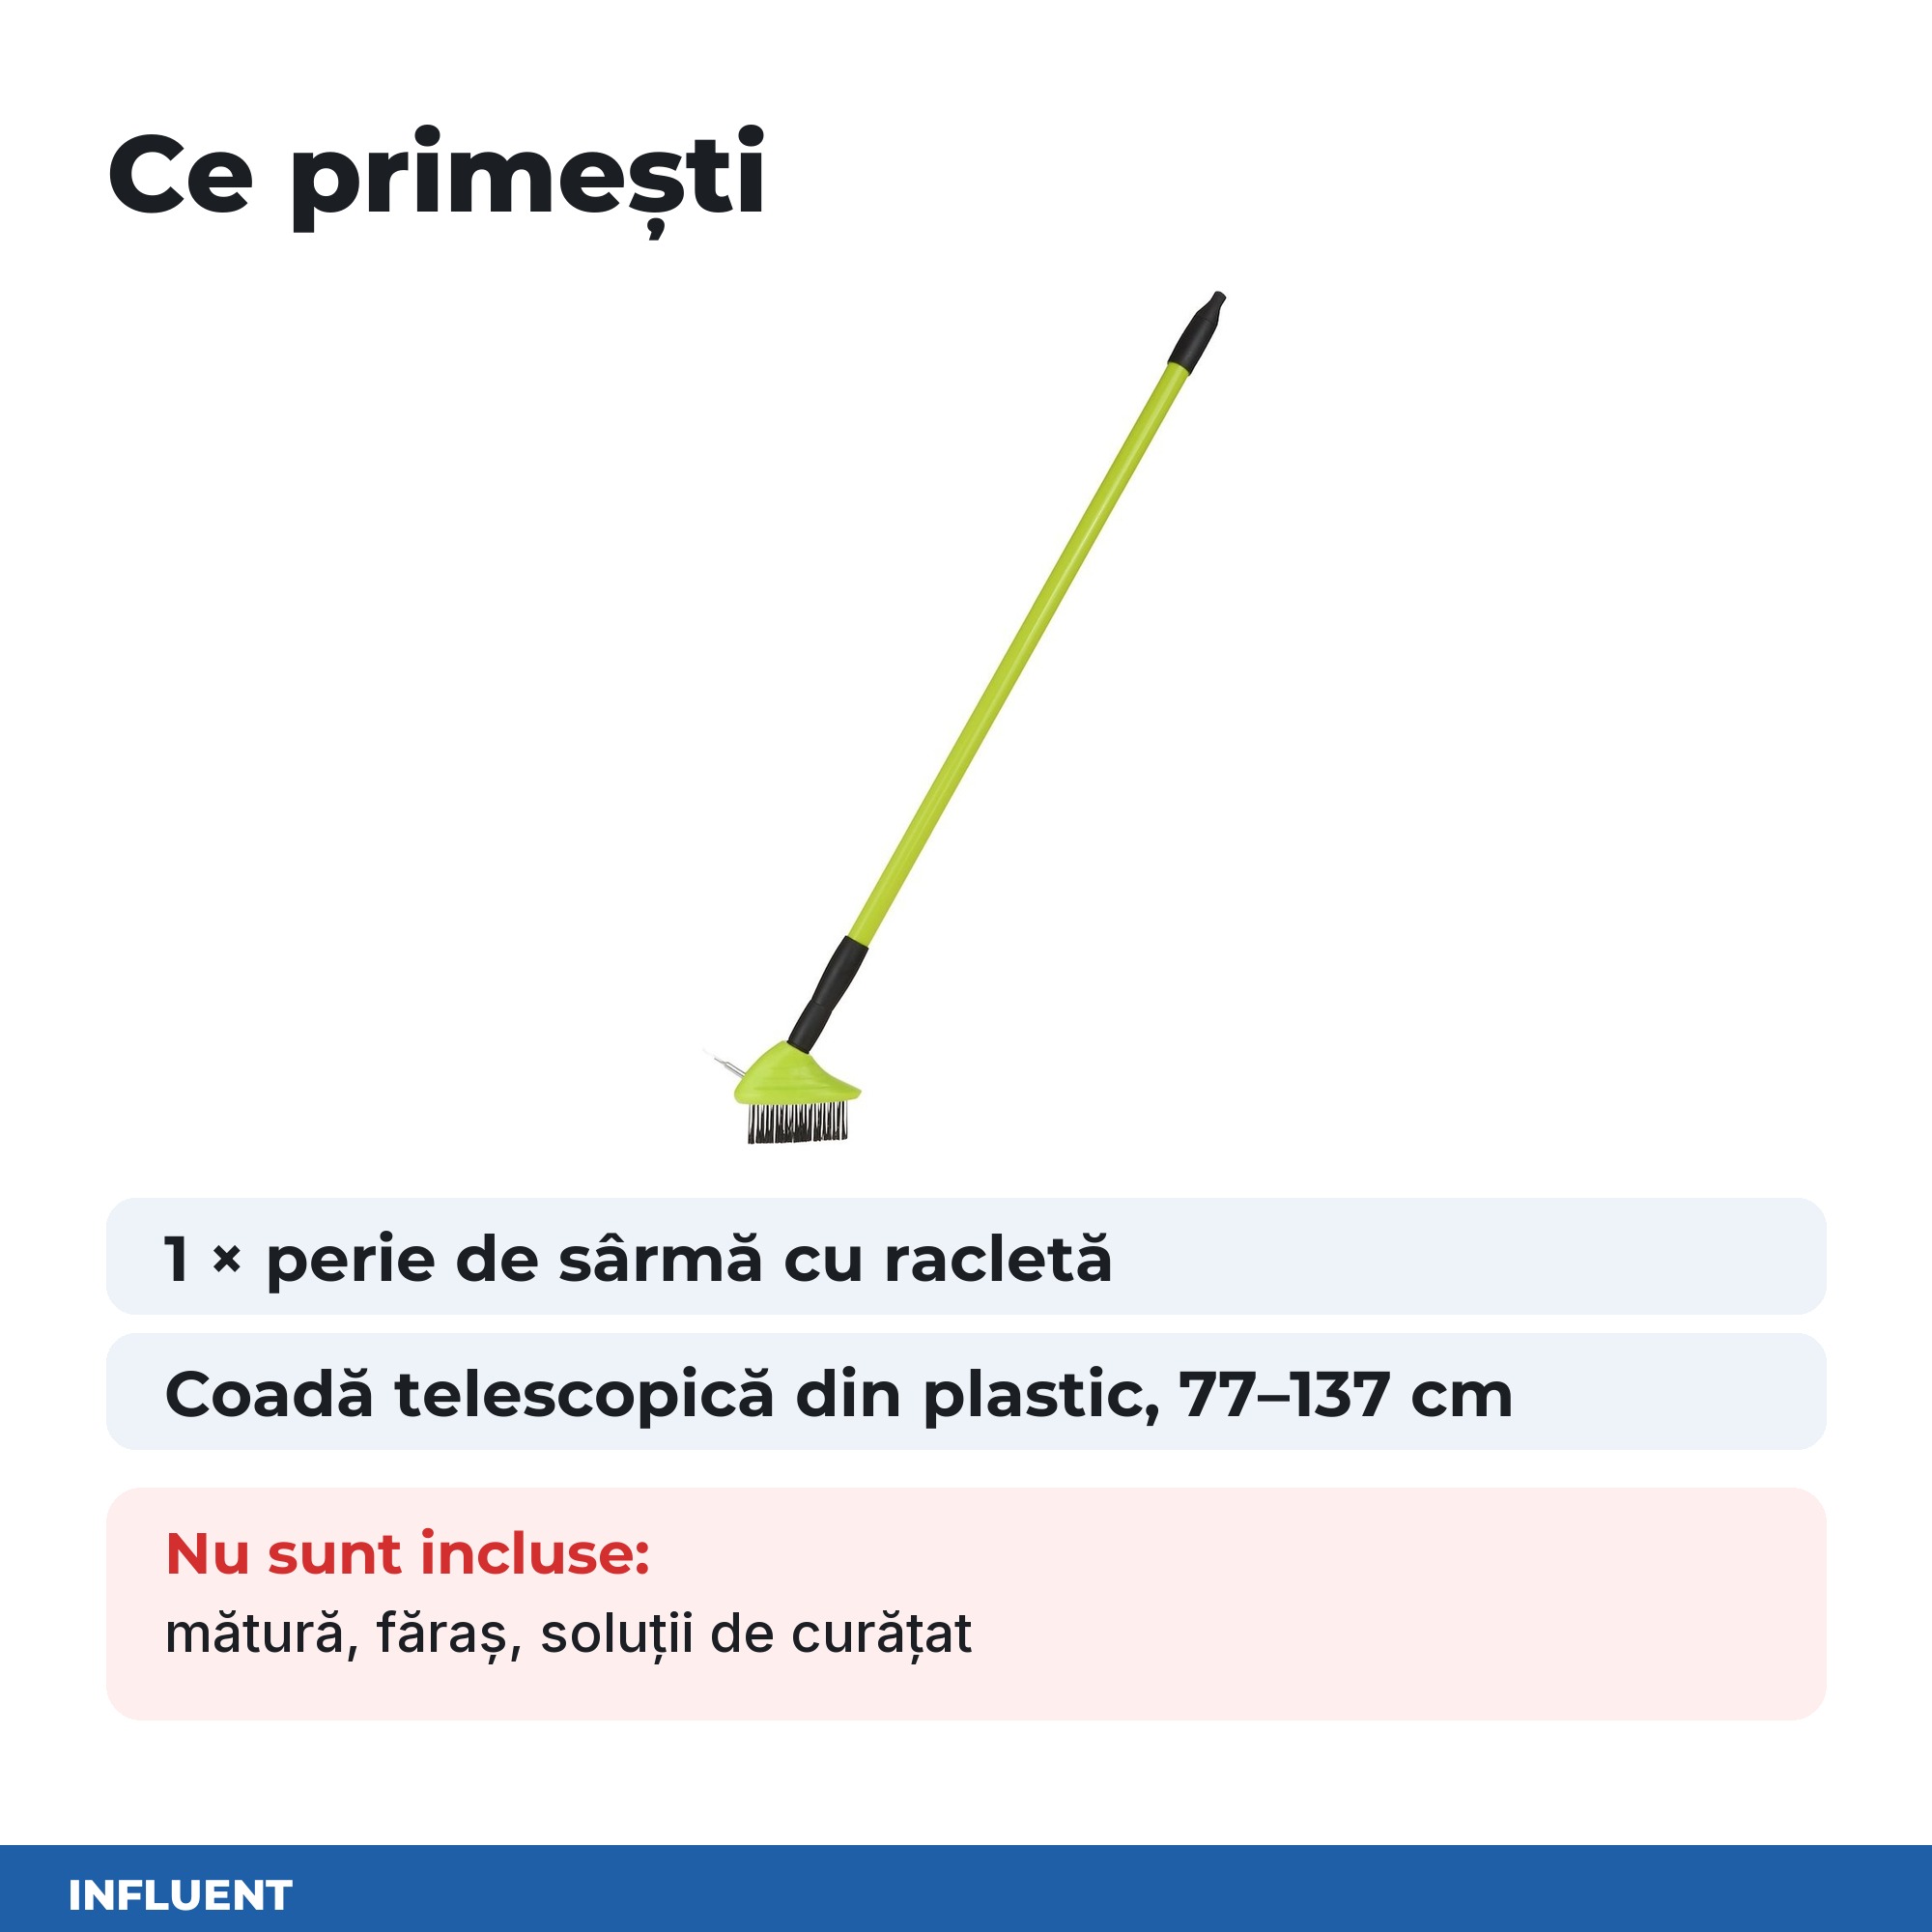 Ce primești
1 × perie de sârmă cu racletă
Coadă telescopică din plastic, 77–137 cm
Nu sunt incluse:
mătură, făraș, soluții de curățat
INFLUENT